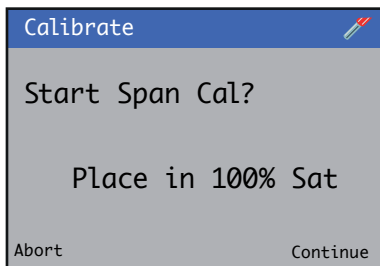 Calibrate
Start Span Cal?
Place in 100% Sat
Abort Continue